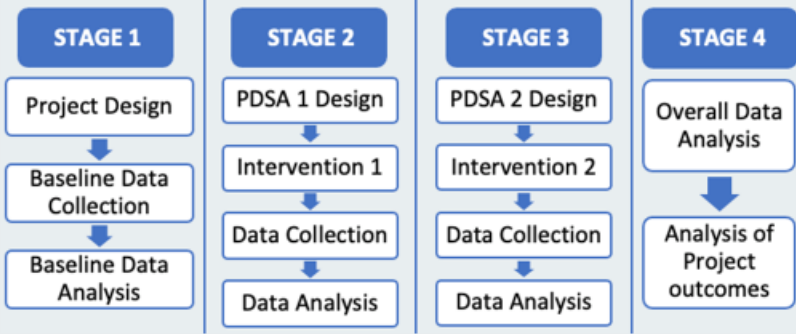 STAGE 1
Project Design
Baseline Data
Collection
Baseline Data
Analysis
STAGE 2
PDSA 1 Design
Intervention 1
Data Collection
Data Analysis
STAGE 3
PDSA 2 Design
Intervention 2
Data Collection
Data Analysis
STAGE 4
Overall Data
Analysis
Analysis of
Project
outcomes